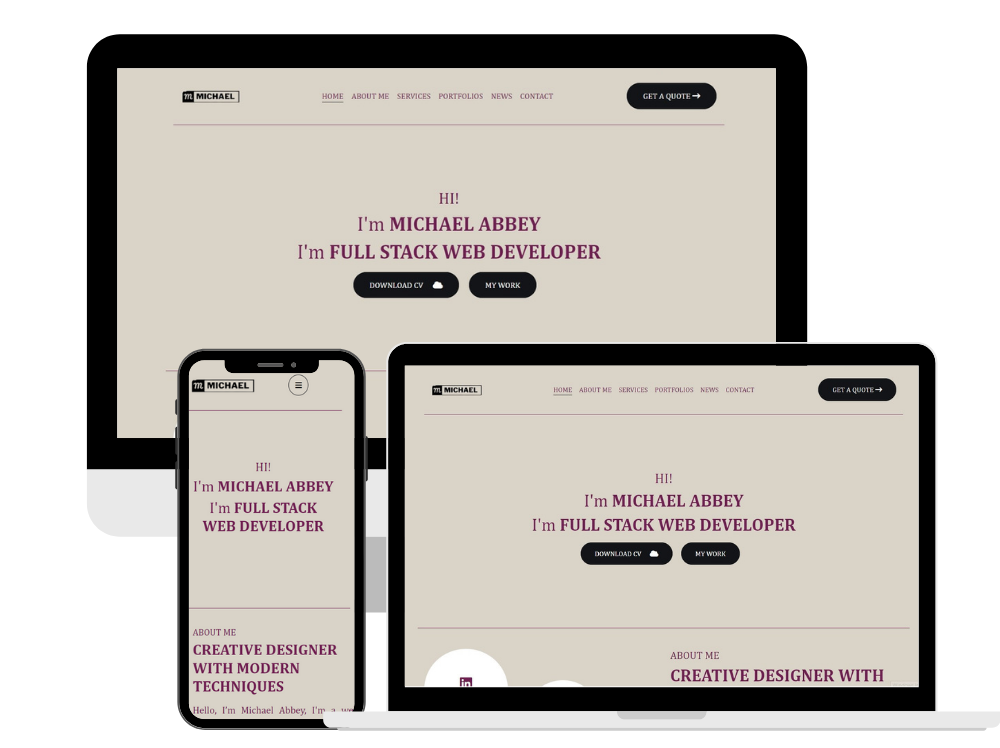 m MICHAEL
HOME ABOUT ME SERVICES PORTFOLIOS NEWS CONTACT
GET A QUOTE
HI!
I'm MICHAEL ABBEY
I'm FULL STACK WEB DEVELOPER
DOWNLOAD CV
MY WORK
m MICHAEL
HI!
I'm MICHAEL ABBEY
I'm FULL STACK
WEB DEVELOPER
ABOUT ME
CREATIVE DESIGNER
WITH MODERN
TECHNIQUES
Hello, I'm Michael Abbey, I'm a we
m MICHAEL
HOME ABOUT ME SERVICES PORTFOLIOS NEWS CONTACT
GET A QUOTE
HI!
I'm MICHAEL ABBEY
I'm FULL STACK WEB DEVELOPER
DOWNLOAD CV
MY WORK
in
ABOUT ME
CREATIVE DESIGNER WITH